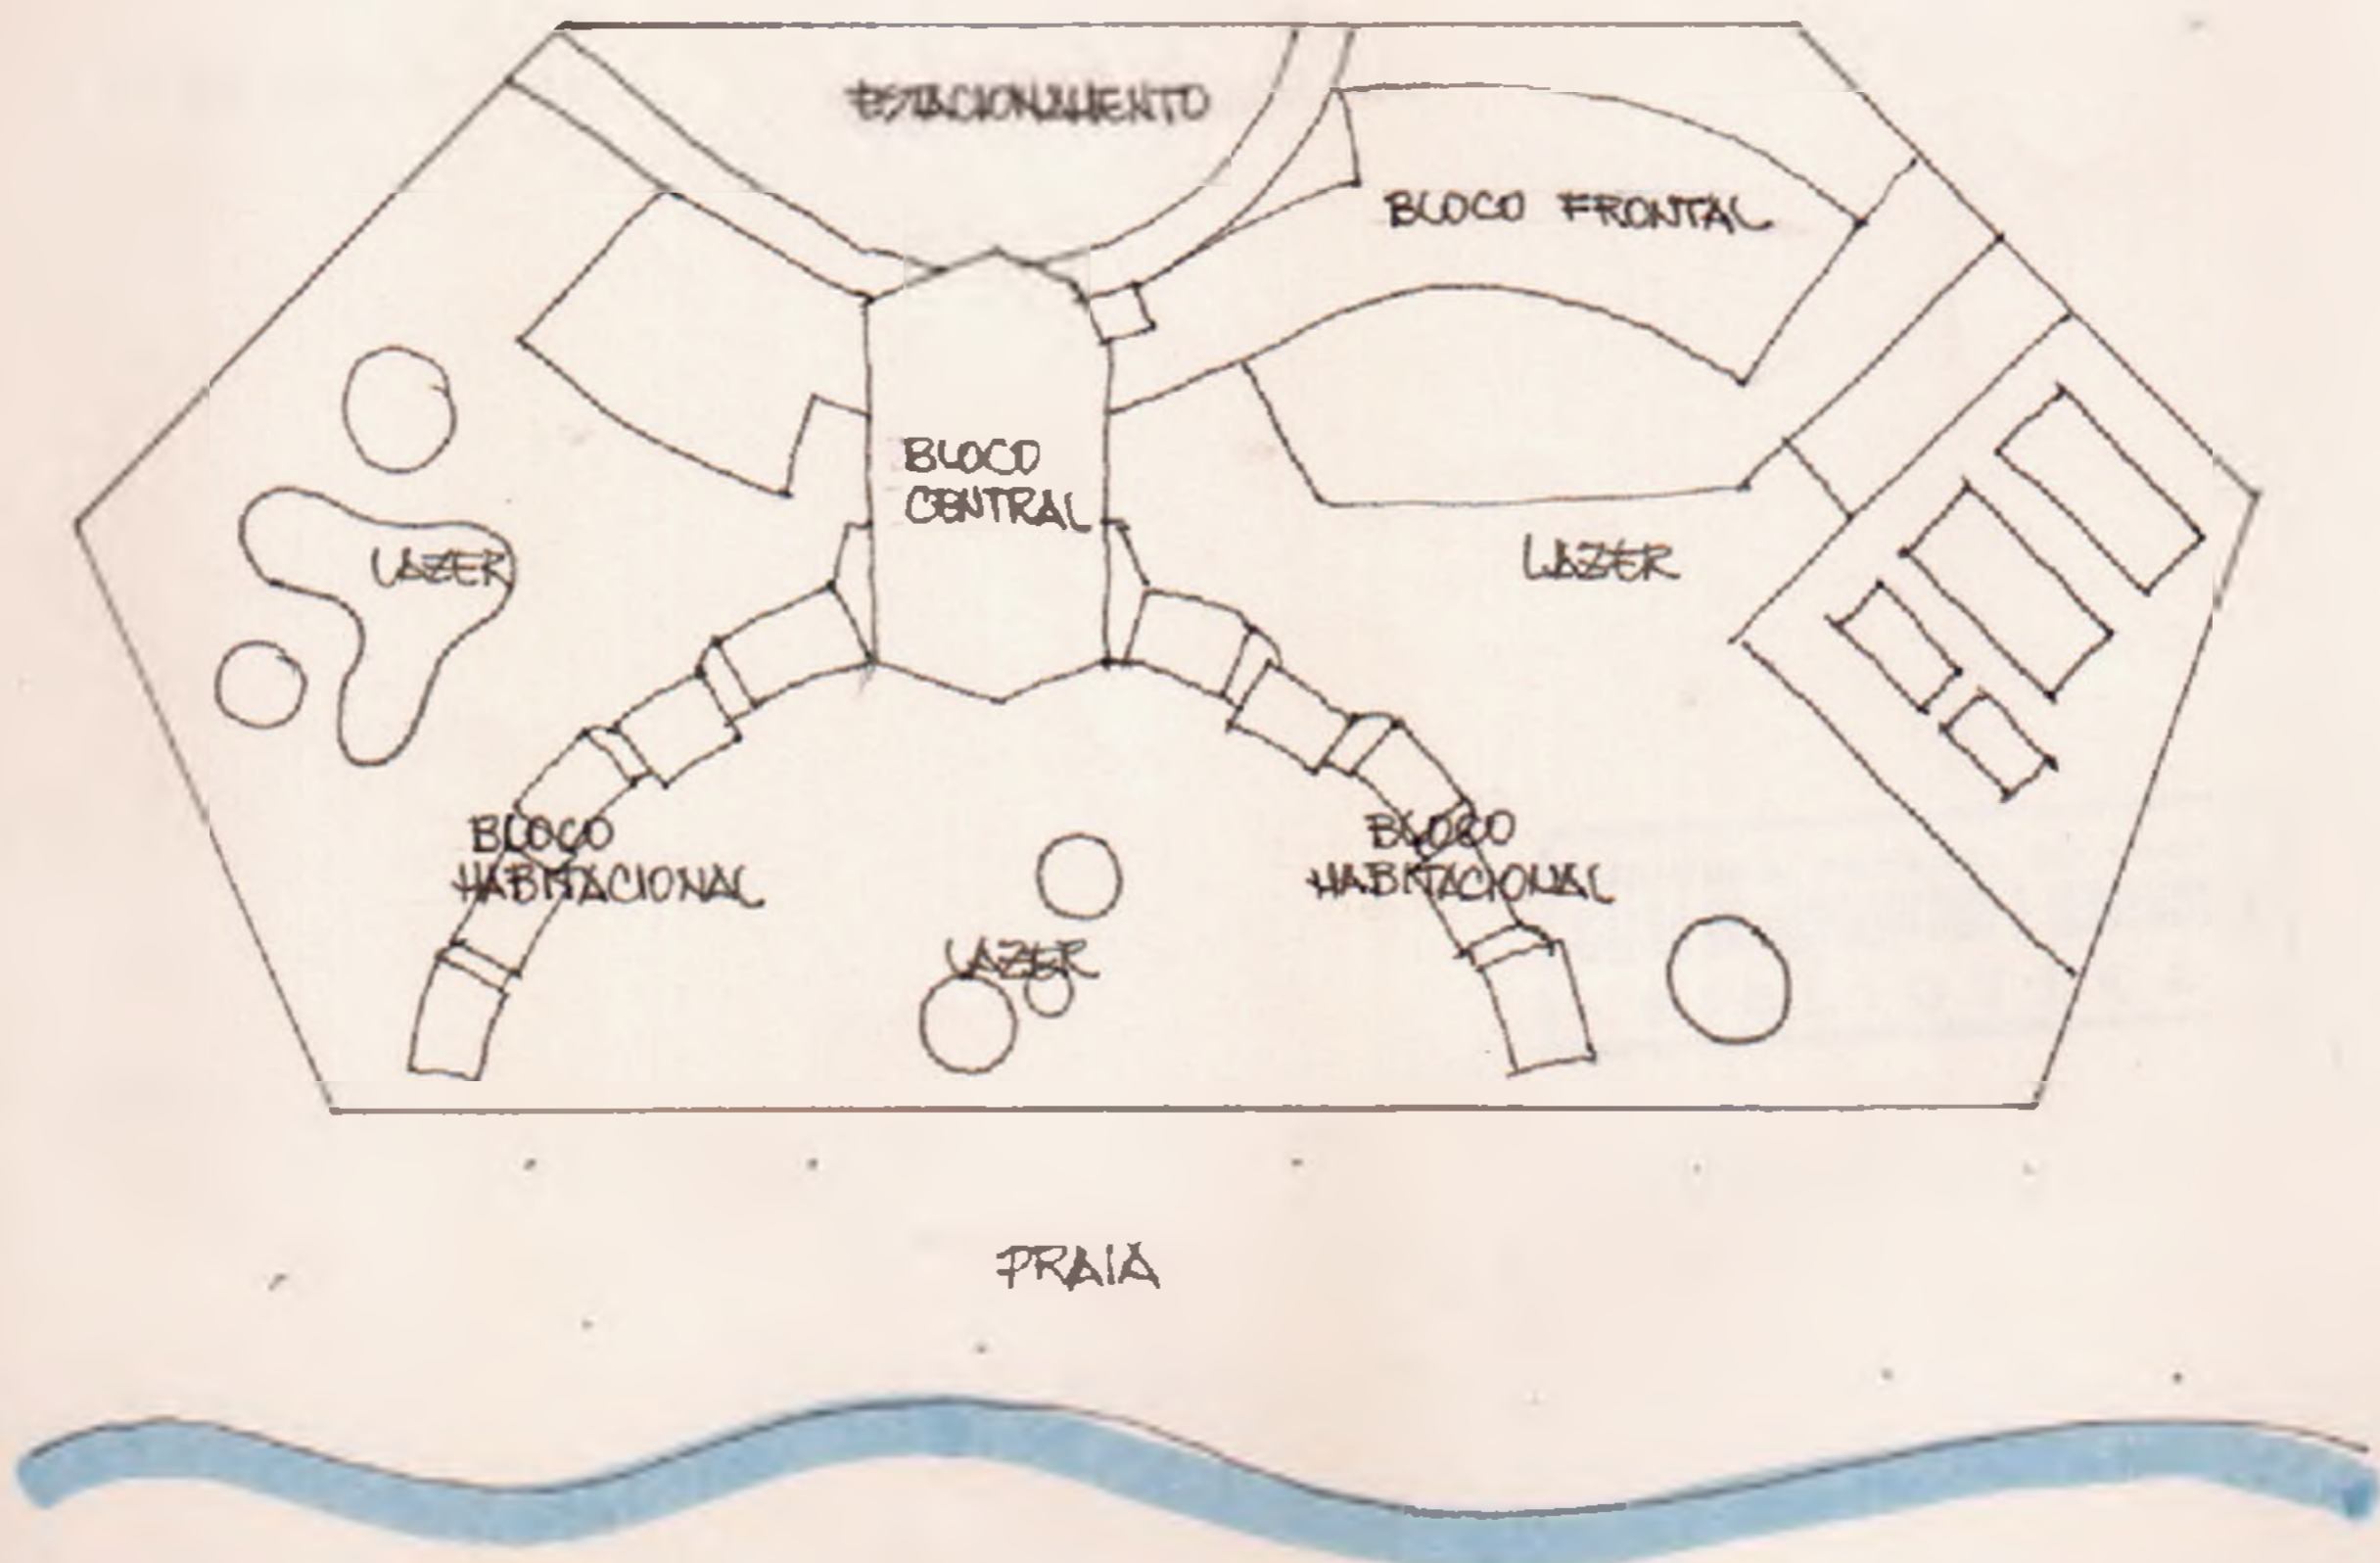 ESTACIONAMENTO
BLOCO FRONTAL
BLOCO
CENTRAL
LAZER
LAZER
BLOCO
HABITACIONAL
BLOCO
HABITACIONAL
LAZER
PRAIA